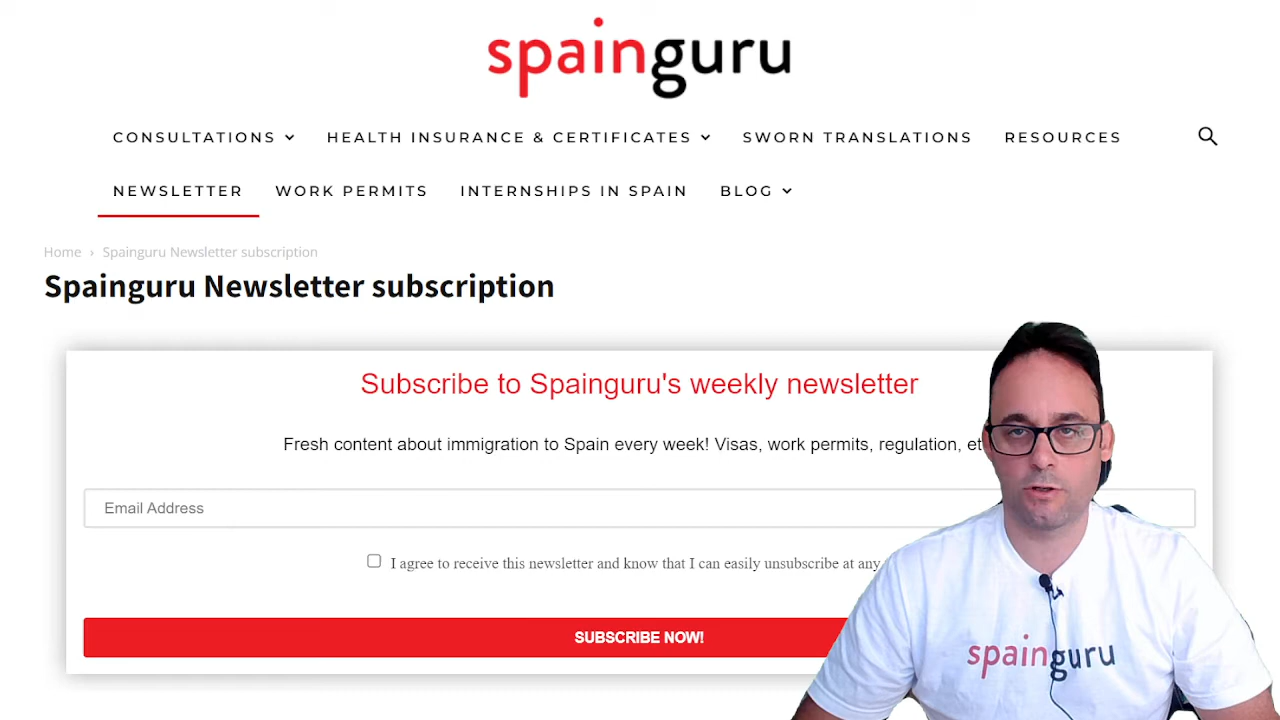 spainguru
CONSULTATIONS HEALTH INSURANCE & CERTIFICATES SWORN TRANSLATIONS RESOURCES
NEWSLETTER WORK PERMITS INTERNSHIPS IN SPAIN BLOG
Home › Spainguru Newsletter subscription
Spainguru Newsletter subscription
Subscribe to Spainguru's weekly newsletter
Fresh content about immigration to Spain every week! Visas, work permits, regulation,
Email Address
I agree to receive this newsletter and know that I can easily unsubscribe at any
SUBSCRIBE NOW!
spainguru